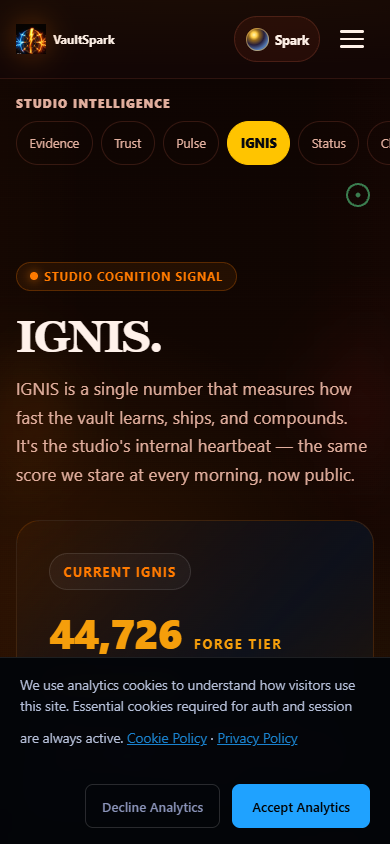 VaultSpark
Spark
STUDIO INTELLIGENCE
Evidence
Trust
Pulse
IGNIS
Status
STUDIO COGNITION SIGNAL
IGNIS.
IGNIS is a single number that measures how
fast the vault learns, ships, and compounds.
It's the studio's internal heartbeat — the same
score we stare at every morning, now public.
CURRENT IGNIS
44,726 FORGE TIER
We use analytics cookies to understand how visitors use
this site. Essential cookies required for auth and session
are always active. Cookie Policy · Privacy Policy
Decline Analytics
Accept Analytics